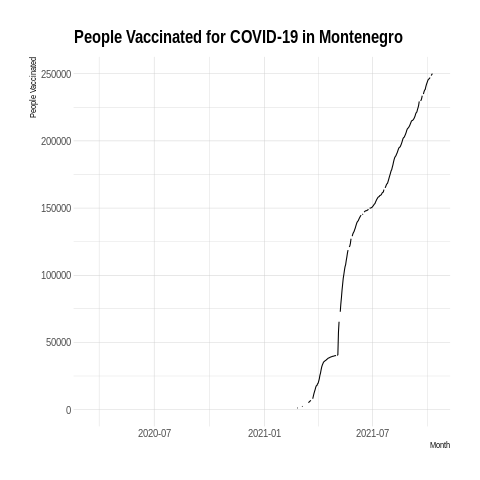 People Vaccinated for COVID-19 in Montenegro
People Vaccinated
250000
200000
150000
100000
50000
0
2020-07 2021-01 2021-07
Month